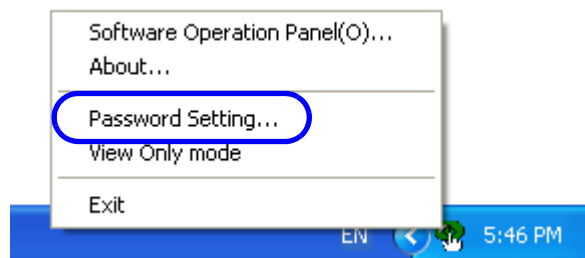 Software Operation Panel(O)...
About...
Password Setting...
View Only mode
Exit
EN
5:46 PM